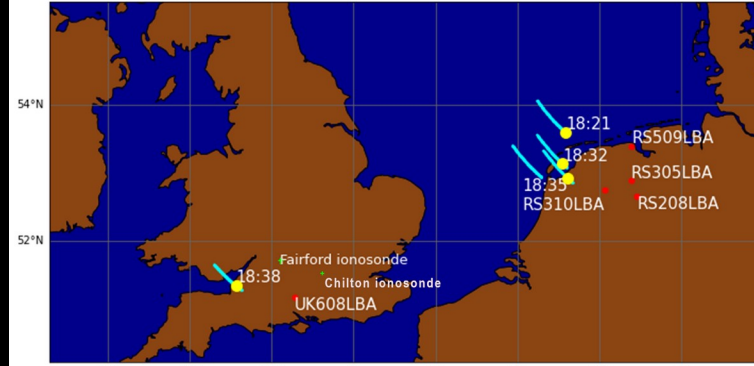 54°N
18:21
RS509LBA
18:32
RS305LBA
18:35
RS310LBA
RS208LBA
52°N
Fairford ionosonde
18:38
Chilton ionosonde
UK608LBA